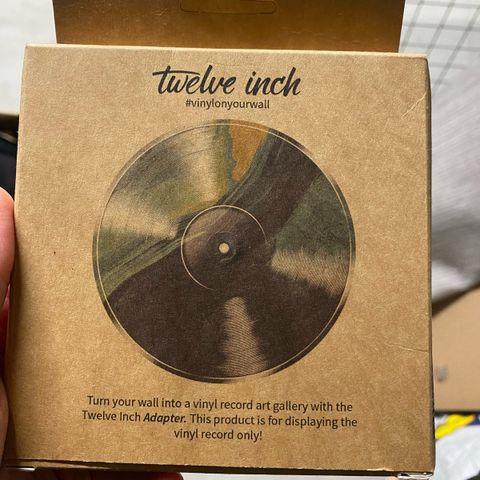 twelve inch
#vinylonyourwall
Turn your wall into a vinyl record art gallery with the
Twelve Inch Adapter. This product is for displaying the
vinyl record only!